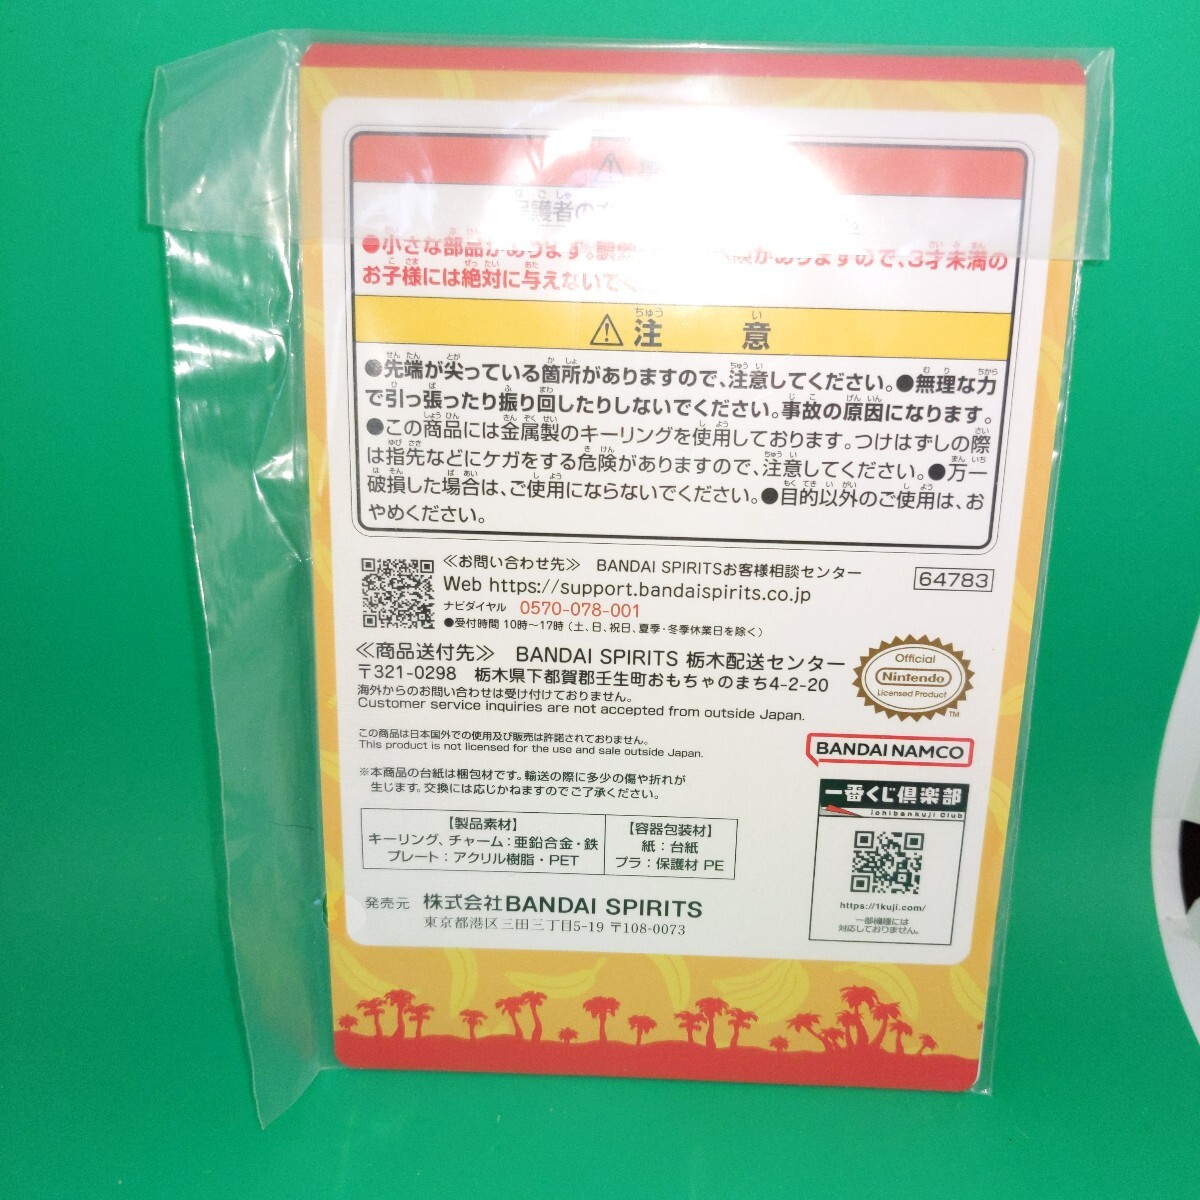 保護者の
●小さな部品があります。誤飲
険がありますので、3才未満の
お子様には絶対に与えないでく
⚠注意
●先端が尖っている箇所がありますので、注意してください。●無理な力
で引っ張ったり振り回したりしないでください。事故の原因になります。
●この商品には金属製のキーリングを使用しております。つけはずしの際
は指先などにケガをする危険がありますので、注意してください。●万一
破損した場合は、ご使用にならないでください。●目的以外のご使用は、お
やめください。
≪お問い合わせ先≫ BANDAI SPIRITSお客様相談センター
Web https://support.bandaispirits.co.jp
ナビダイヤル 0570-078-001
●受付時間 10時～17時(土、日、祝日、夏季・冬季休業日を除く)
64783
≪商品送付先≫ BANDAI SPIRITS 栃木配送センター
〒321-0298 栃木県下都賀郡壬生町おもちゃのまち4-2-20
海外からのお問い合わせは受け付けておりません。
Customer service inquiries are not accepted from outside Japan.
この商品は日本国外での使用及び販売は許諾されておりません。
This product is not licensed for the use and sale outside Japan.
※本商品の台紙は梱包材です。輸送の際に多少の傷や折れが
生じます。交換には応じかねますのでご了承ください。
【製品素材】
キーリング、チャーム：亜鉛合金・鉄
プレート：アクリル樹脂・PET
【容器包装材】
紙：台紙
プラ：保護材 PE
発売元 株式会社BANDAI SPIRITS
東京都港区三田三丁目5-19 〒108-0073
Official
Nintendo
Licensed Product
TM
BANDAI NAMCO
一番くじ倶楽部
ichibankuji Club
https://1kuji.com/
一部機種には
対応しておりません。